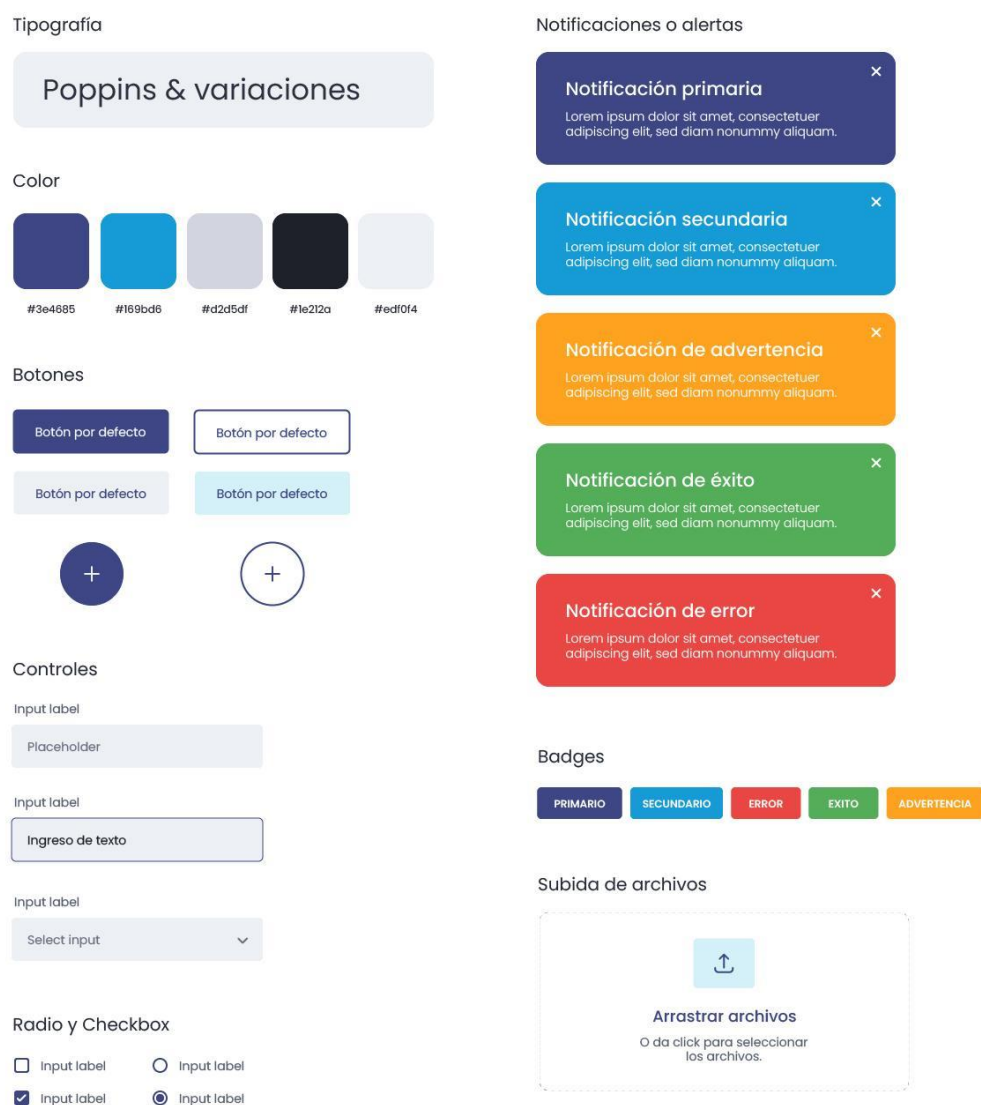 Tipografía
Poppins & variaciones
Color
#3e4685
#169bd6
#d2d5df
#1e212a
#edf0f4
Botones
Botón por defecto
Botón por defecto
Botón por defecto
Botón por defecto
Controles
Input label
Placeholder
Input label
Ingreso de texto
Input label
Select input
Radio y Checkbox
Input label
Input label
Input label
Input label
Notificaciones o alertas
Notificación primaria
Lorem ipsum dolor sit amet, consectetuer
adipiscing elit, sed diam nonummy aliquam.
Notificación secundaria
Lorem ipsum dolor sit amet, consectetuer
adipiscing elit, sed diam nonummy aliquam.
Notificación de advertencia
Lorem ipsum dolor sit amet, consectetuer
adipiscing elit, sed diam nonummy aliquam.
Notificación de éxito
Lorem ipsum dolor sit amet, consectetuer
adipiscing elit, sed diam nonummy aliquam.
Notificación de error
Lorem ipsum dolor sit amet, consectetuer
adipiscing elit, sed diam nonummy aliquam.
Badges
PRIMARIO
SECUNDARIO
ERROR
EXITO
ADVERTENCIA
Subida de archivos
Arrastrar archivos
O da click para seleccionar
los archivos.